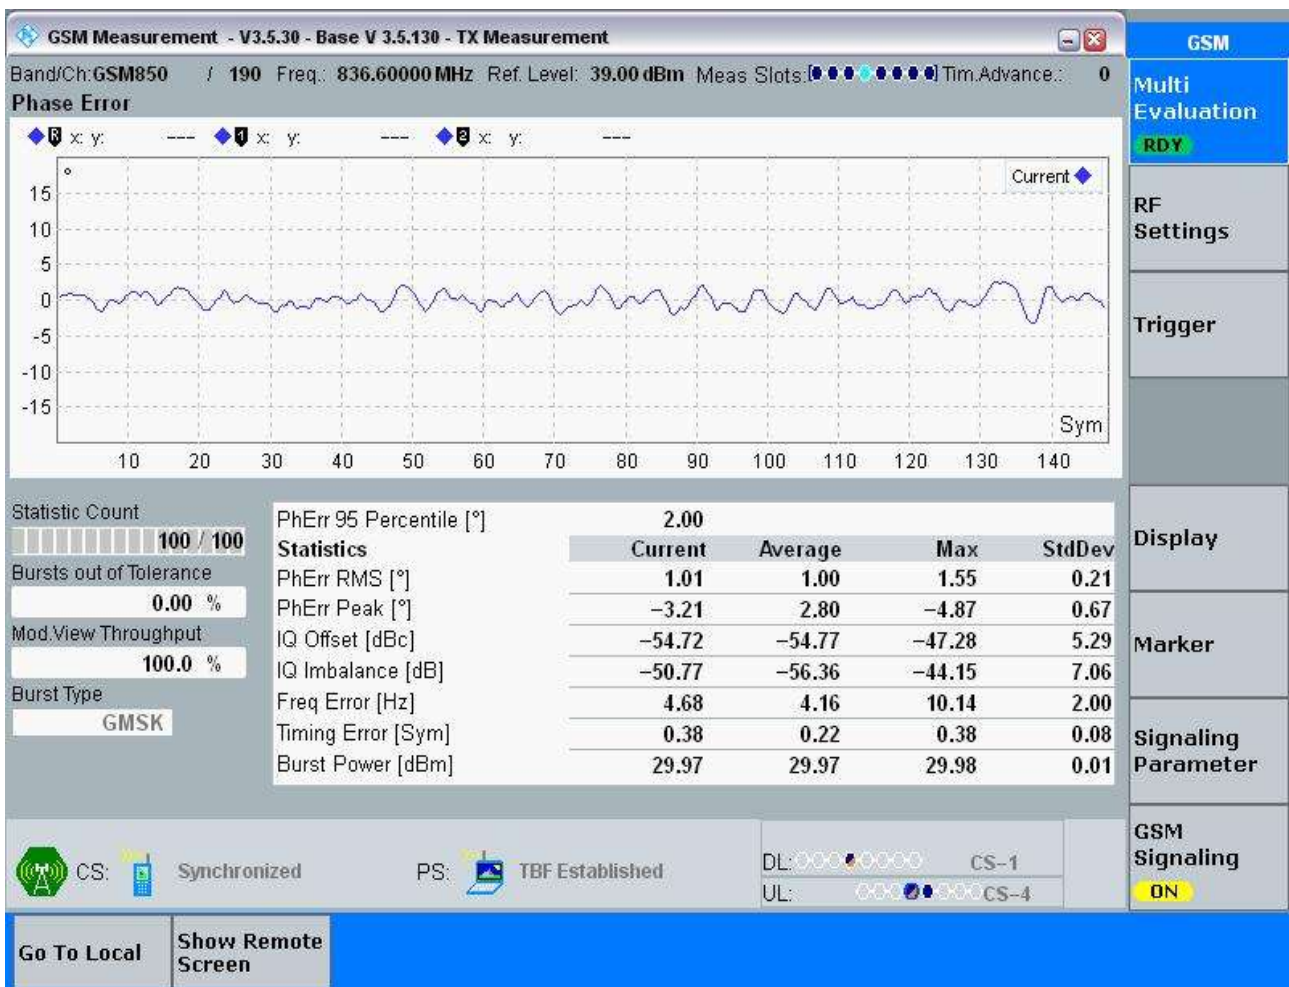 GSM Measurement - V3.5.30 - Base V 3.5.130 - TX Measurement
GSM
Band/Ch:GSM850 / 190 Freq.: 836.60000 MHz Ref. Level: 39.00 dBm Meas Slots: Tim.Advance.: 0
Phase Error
Multi
Evaluation
RDY
R x: y: --- 1 x: y: --- 2 x: y: ---
° Current
15
10
5
0
-5
-10
-15
Sym
10 20 30 40 50 60 70 80 90 100 110 120 130 140
RF
Settings
Trigger
Display
Marker
Signaling
Parameter
GSM
Signaling
ON
Statistic Count
100 / 100
Bursts out of Tolerance
0.00 %
Mod.View Throughput
100.0 %
Burst Type
GMSK
PhErr 95 Percentile [°] 2.00
Statistics Current Average Max StdDev
PhErr RMS [°] 1.01 1.00 1.55 0.21
PhErr Peak [°] −3.21 2.80 −4.87 0.67
IQ Offset [dBc] −54.72 −54.77 −47.28 5.29
IQ Imbalance [dB] −50.77 −56.36 −44.15 7.06
Freq Error [Hz] 4.68 4.16 10.14 2.00
Timing Error [Sym] 0.38 0.22 0.38 0.08
Burst Power [dBm] 29.97 29.97 29.98 0.01
CS: Synchronized PS: TBF Established
DL: CS−1
UL: CS−4
Go To Local
Show Remote
Screen